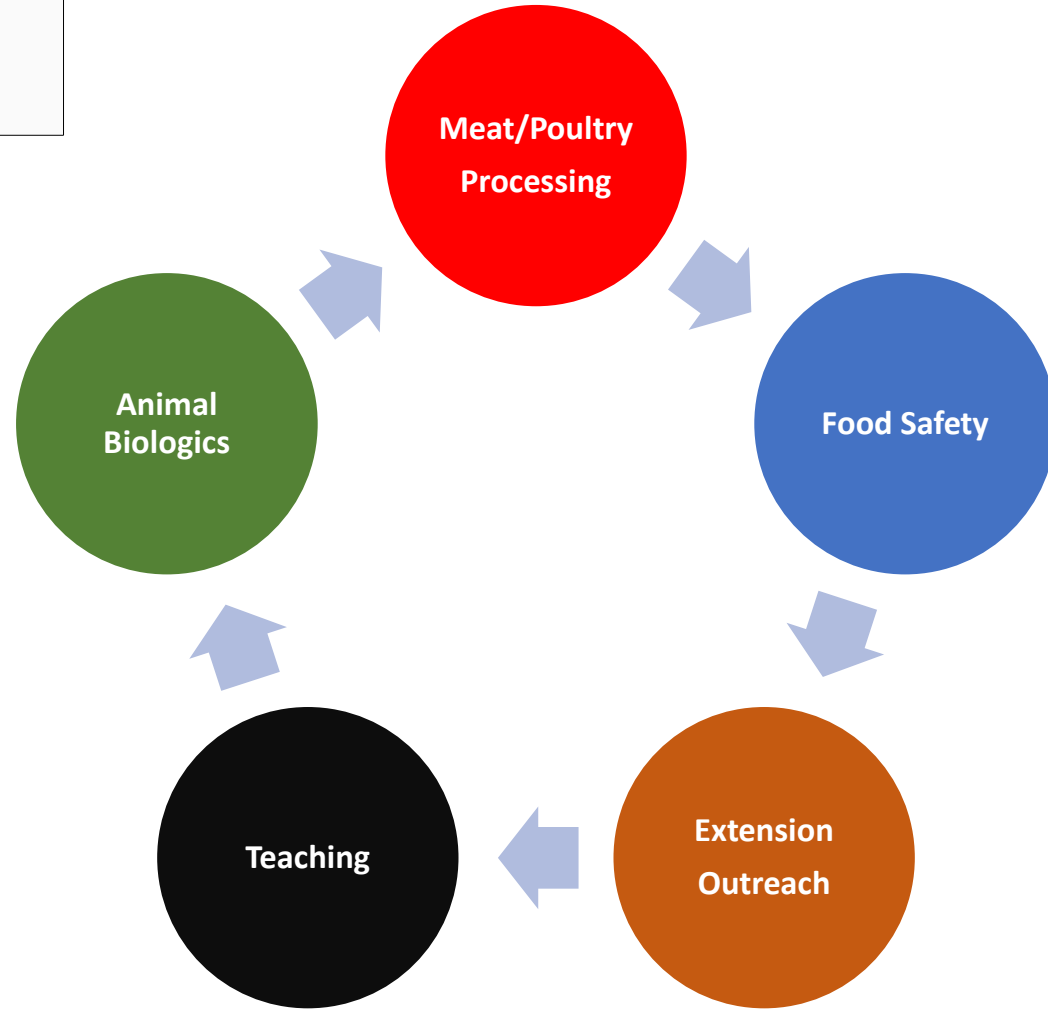 Meat/Poultry
Processing
Food Safety
Extension
Outreach
Teaching
Animal
Biologics